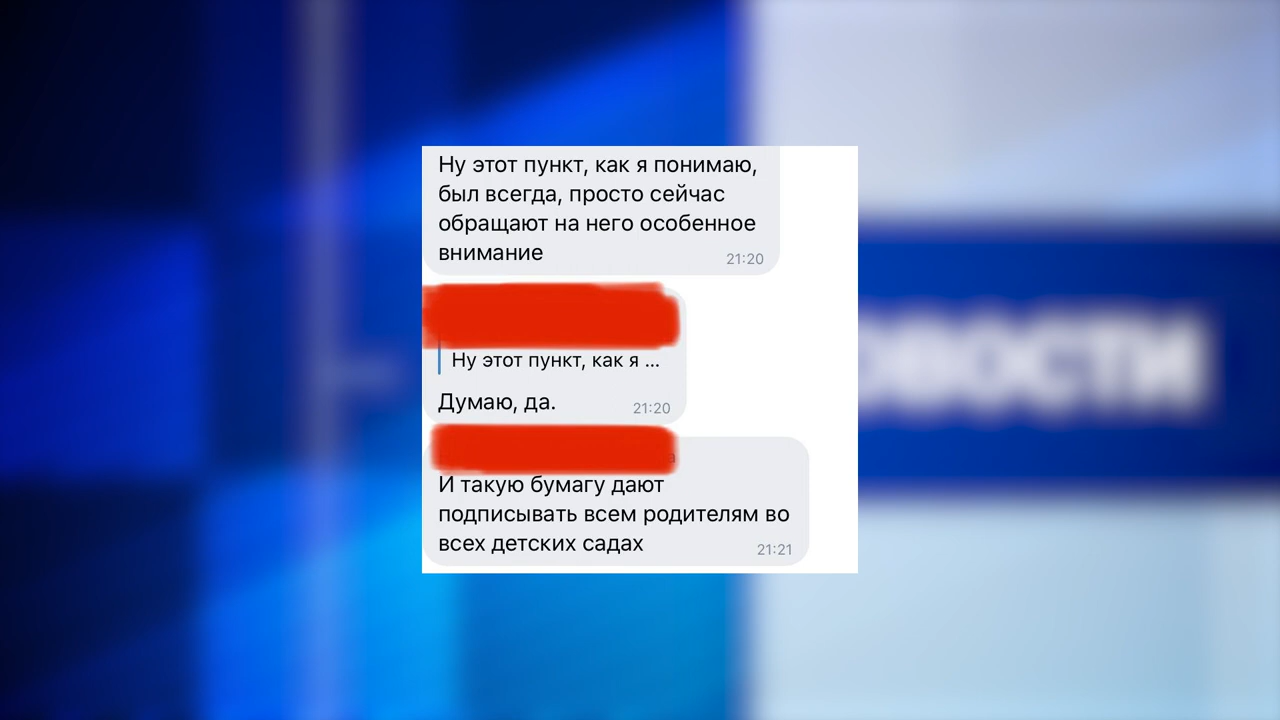 Ну этот пункт, как я понимаю,
был всегда, просто сейчас
обращают на него особенное
внимание
21:20
Ну этот пункт, как я ...
Думаю, да.
21:20
И такую бумагу дают
подписывать всем родителям во
всех детских садах
21:21
ОВОСТИ